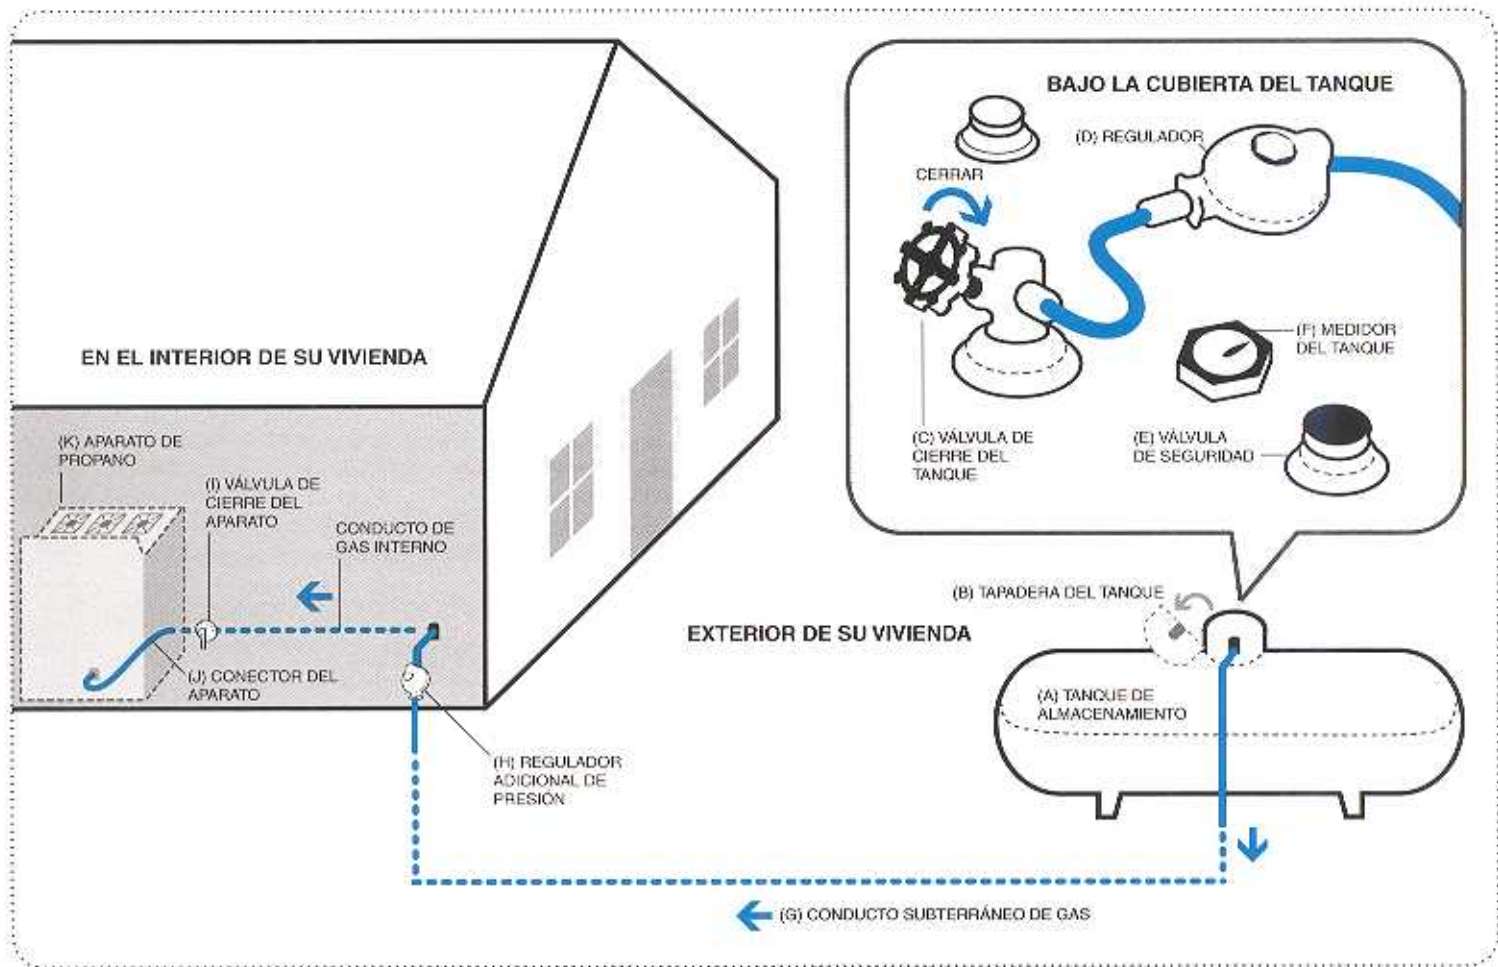 BAJO LA CUBIERTA DEL TANQUE
(D) REGULADOR
CERRAR
(F) MEDIDOR
DEL TANQUE
(C) VÁLVULA DE
CIERRE DEL
TANQUE
(E) VÁLVULA
DE SEGURIDAD
EN EL INTERIOR DE SU VIVIENDA
(K) APARATO DE
PROPANO
(I) VÁLVULA DE
CIERRE DEL
APARATO
CONDUCTO DE
GAS INTERNO
(J) CONECTOR DEL
APARATO
(H) REGULADOR
ADICIONAL DE
PRESIÓN
EXTERIOR DE SU VIVIENDA
(B) TAPADERA DEL TANQUE
(A) TANQUE DE
ALMACENAMIENTO
(G) CONDUCTO SUBTERRÁNEO DE GAS